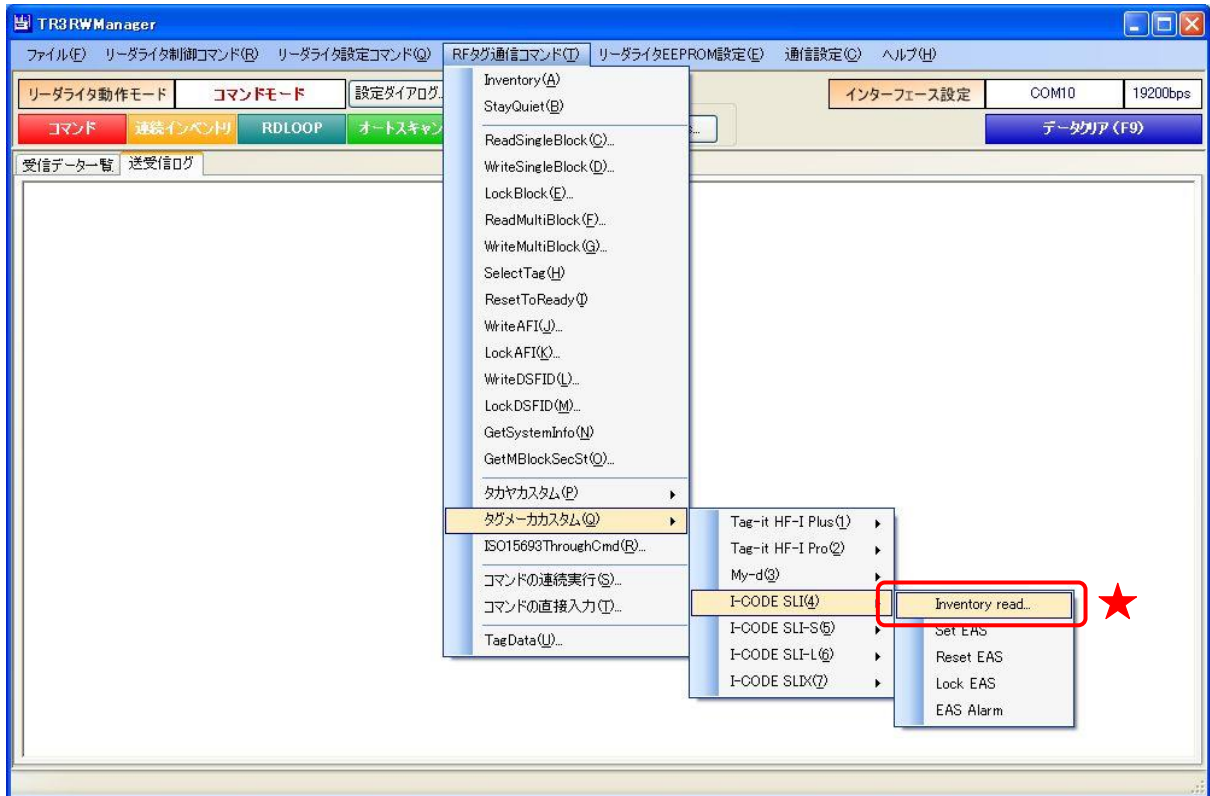 TR3RWManager
ファイル(F) リーダライタ制御コマンド(R) リーダライタ設定コマンド(Q) RFタグ通信コマンド(T) リーダライタEEPROM設定(E) 通信設定(C) ヘルプ(H)
リーダライタ動作モード コマンドモード 設定ダイアログ... インターフェース設定 COM10 19200bps
コマンド 連続インベントリ RDLOOP オートスキャン データクリア (F9)
受信データ一覧 送受信ログ
Inventory(A)
StayQuiet(B)
ReadSingleBlock(C)...
WriteSingleBlock(D)...
LockBlock(E)...
ReadMultiBlock(F)...
WriteMultiBlock(G)...
SelectTag(H)
ResetToReady(I)
WriteAFI(J)...
LockAFI(K)...
WriteDSFID(L)...
LockDSFID(M)...
GetSystemInfo(N)
GetMBlockSecSt(O)...
タカヤカスタム(P)
タグメーカカスタム(Q)
ISO15693ThroughCmd(R)...
コマンドの連続実行(S)...
コマンドの直接入力(T)...
TagData(U)...
Tag-it HF-I Plus(1)
Tag-it HF-I Pro(2)
My-d(3)
I-CODE SLI(4)
I-CODE SLI-S(5)
I-CODE SLI-L(6)
I-CODE SLIX(7)
Inventory read...
Set EAS
Reset EAS
Lock EAS
EAS Alarm